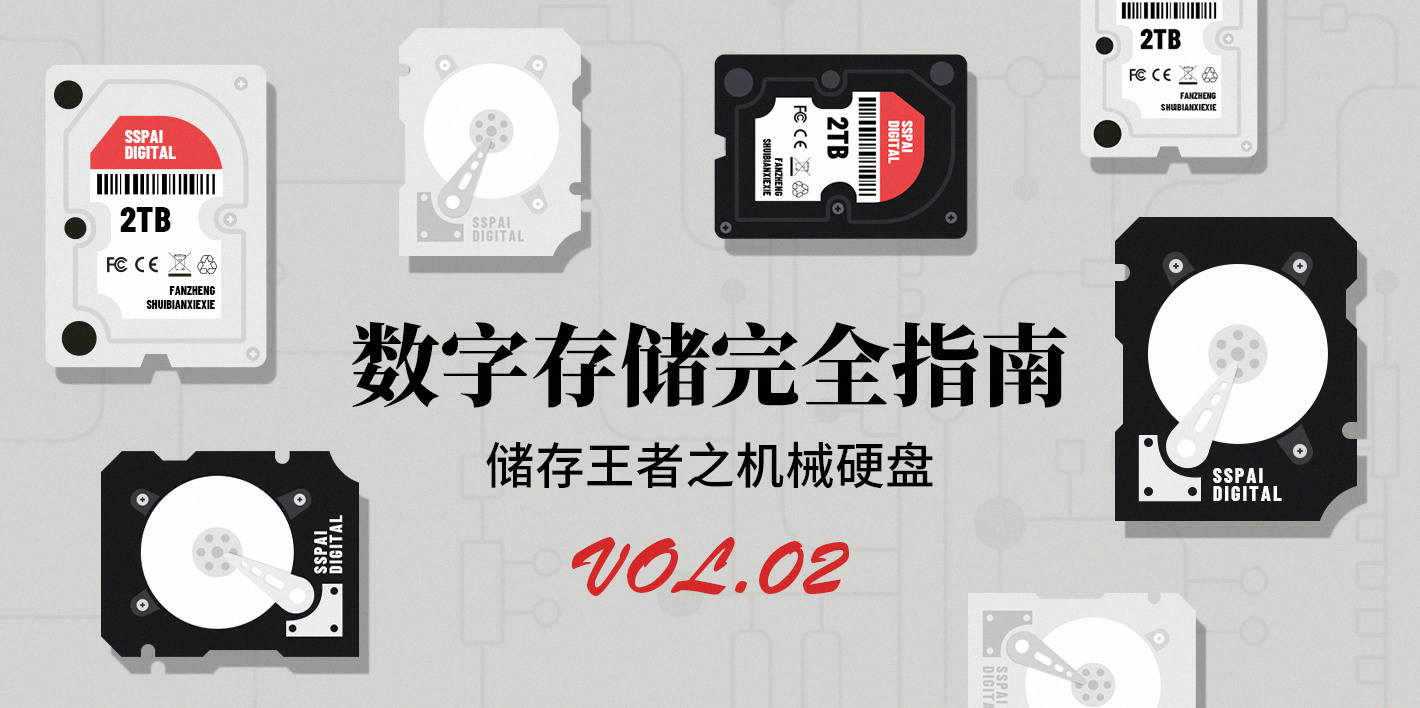 SSPAI
DIGITAL
2TB
FC CE
FANZHENG
SHUIBIANXIEXIE
SSPAI
DIGITAL
SSPAI
DIGITAL
2TB
FC CE
FANZHENG
SHUIBIANXIEXIE
2TB
FC CE
FANZHENG
SHUIBIANXIEXIE
数字存储完全指南
储存王者之机械硬盘
VOL.02
SSPAI
DIGITAL
SSPAI
DIGITAL
SSPAI
DIGIT